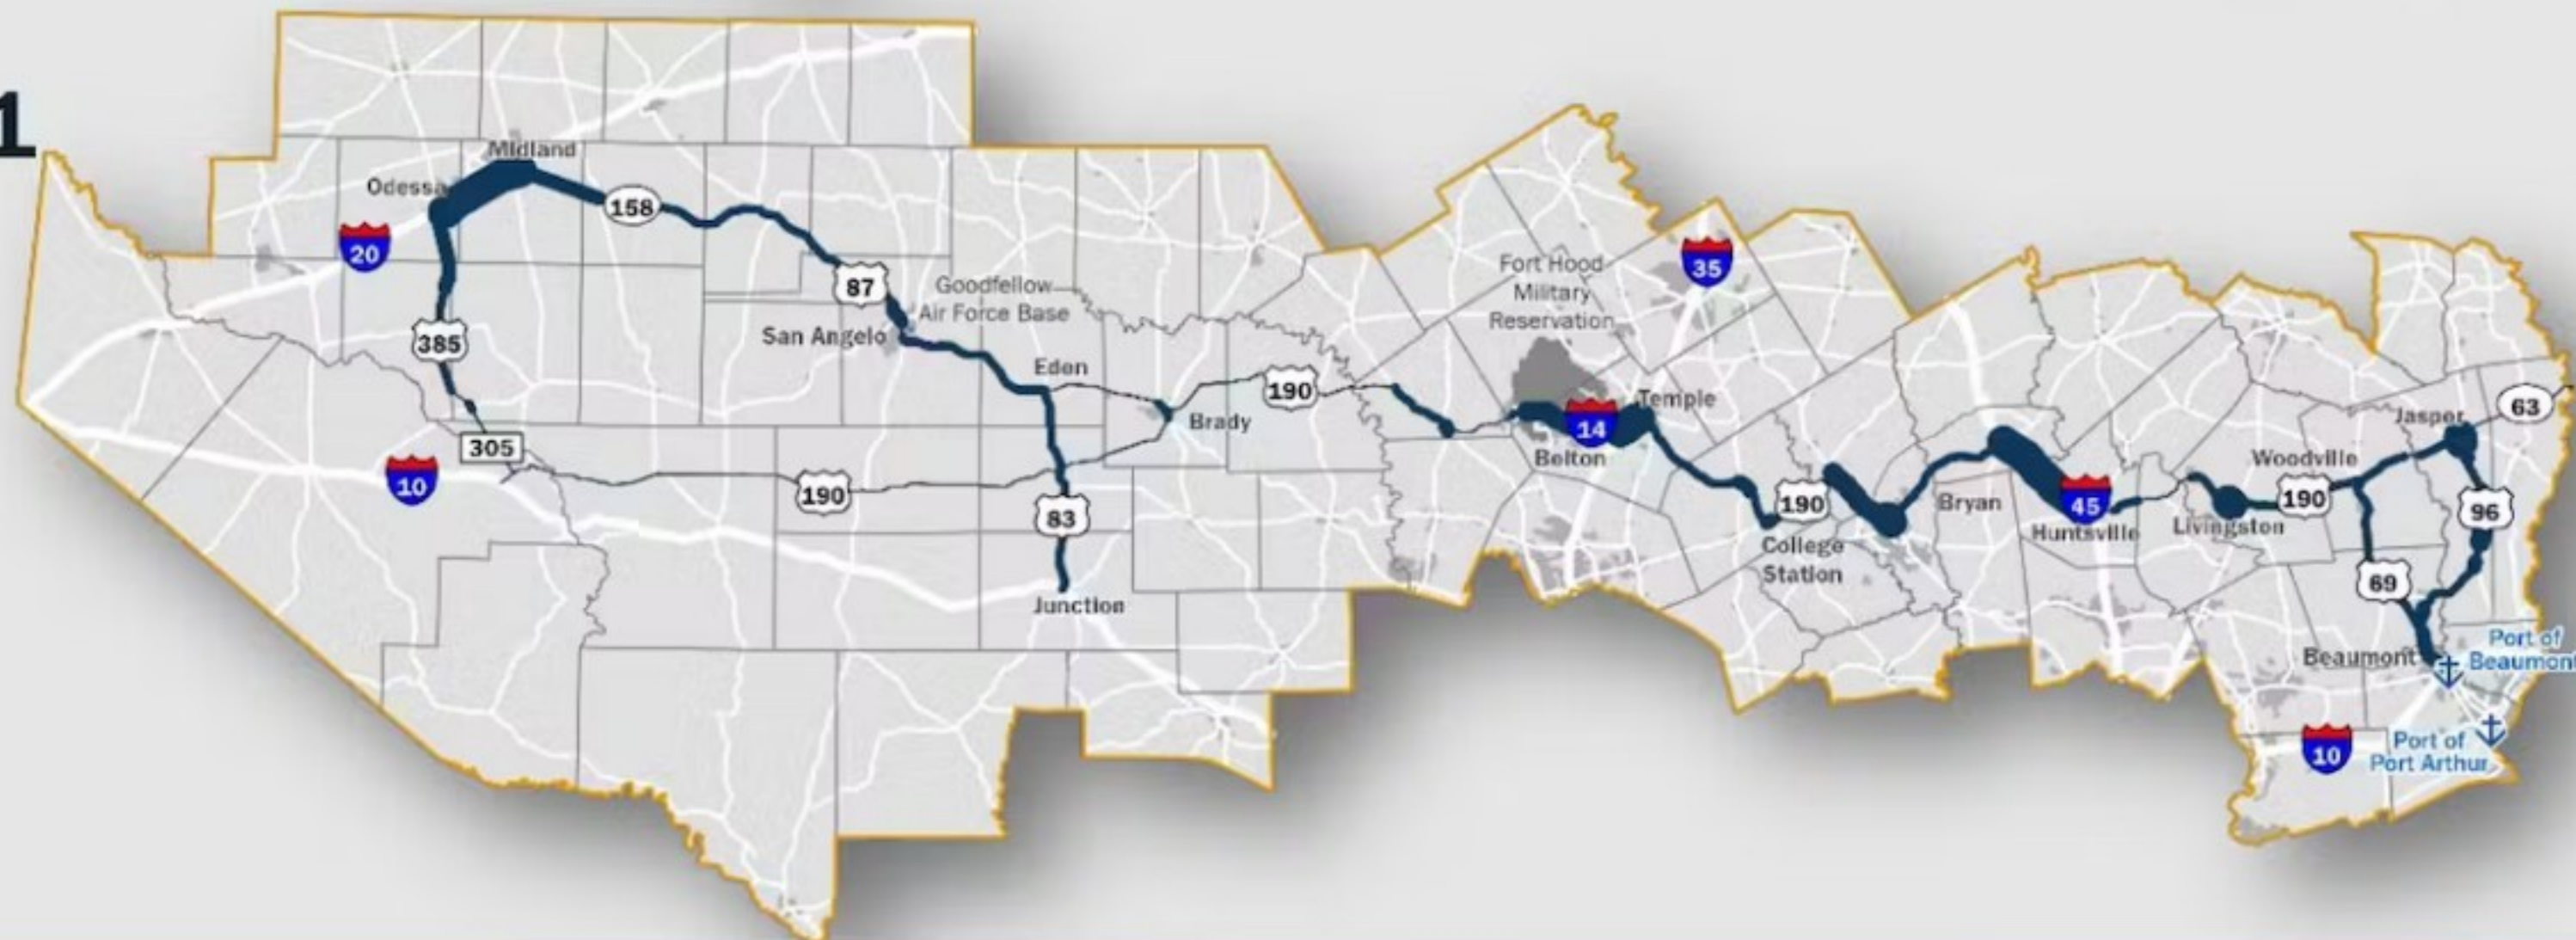 1
Midland
Odessa
158
20
87
Goodfellow
Air Force Base
San Angelo
385
Eden
190
Brady
305
10
190
83
Junction
Fort Hood
Military
Reservation
35
Temple
14
Belton
190
College
Station
Bryan
45
Huntsville
Livingston
Woodville
190
Jasper
63
96
69
Beaumont
Port of
Beaumont
10
Port of
Port Arthur